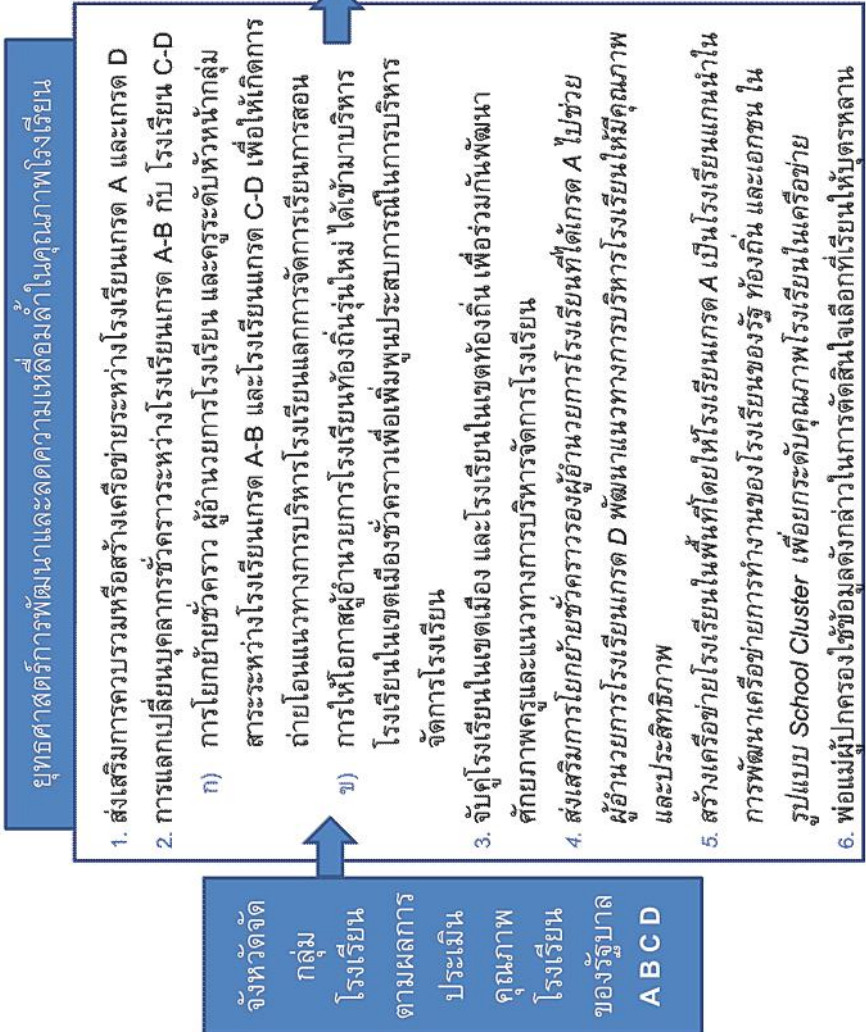 ยุทธศาสตร์การพัฒนาและลดความเหลื่อมล้ำในคุณภาพโรงเรียน
จังหวัดจัด
กลุ่ม
โรงเรียน
ตามผลการ
ประเมิน
คุณภาพ
โรงเรียน
ของรัฐบาล
A B C D
1. ส่งเสริมการควบรวมหรือสร้างเครือข่ายระหว่างโรงเรียนเกรด A และเกรด D
2. การแลกเปลี่ยนบุคลากรชั่วคราวระหว่างโรงเรียนเกรด A-B กับ โรงเรียน C-D
ก) การโยกย้ายชั่วคราว ผู้อำนวยการโรงเรียน และครูระดับหัวหน้ากลุ่ม
สาระระหว่างโรงเรียนเกรด A-B และโรงเรียนแกรด C-D เพื่อให้เกิดการ
ถ่ายโอนแนวทางการบริหารโรงเรียนแลกการจัดการเรียนการสอน
ข) การให้โอกาสผู้อำนวยการโรงเรียนท้องถิ่นรุ่นใหม่ ได้เข้ามาบริหาร
โรงเรียนในเขตเมืองชั่วคราวเพื่อเพิ่มพูนประสบการณ์ในการบริหาร
จัดการโรงเรียน
3. จับคู่โรงเรียนในเขตเมือง และโรงเรียนในเขตท้องถิ่น เพื่อร่วมกันพัฒนา
ศักยภาพครูและแนวทางการบริหารจัดการโรงเรียน
4. ส่งเสริมการโยกย้ายชั่วคราวรองผู้อำนวยการโรงเรียนที่ได้เกรด A ไปช่วย
ผู้อำนวยการโรงเรียนเกรด D พัฒนาแนวทางการบริหารโรงเรียนให้มีคุณภาพ
และประสิทธิภาพ
5. สร้างเครือข่ายโรงเรียนในพื้นที่โดยให้โรงเรียนเกรด A เป็นโรงเรียนแกนนำใน
การพัฒนาเครือข่ายการทำงานของโรงเรียนของรัฐ ท้องถิ่น และเอกชน ใน
รูปแบบ School Cluster เพื่อยกระดับคุณภาพโรงเรียนในเครือข่าย
6. พ่อแม่ผู้ปกครองใช้ข้อมูลดังกล่าวในการตัดสินใจเลือกที่เรียนให้บุตรหลาน